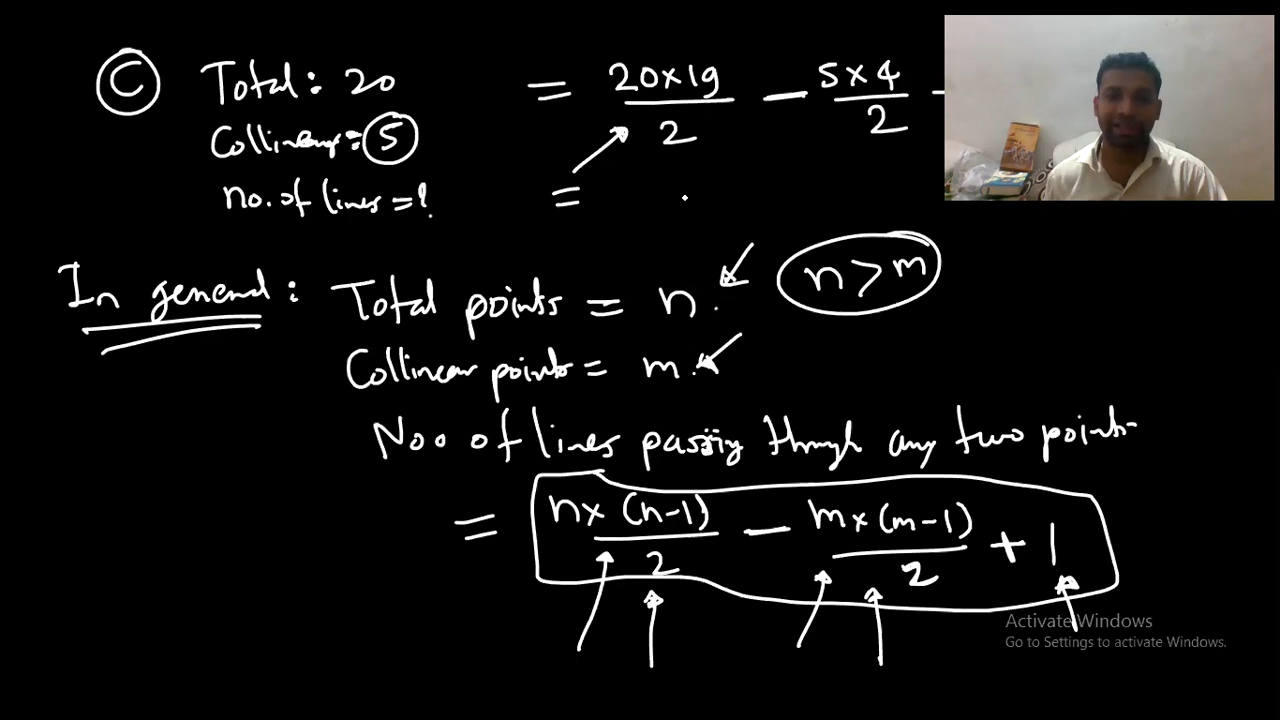 C Total: 20 = 20×19/2 − 5×4/2 −
Collinear: 5
no. of lines = ? =
In general: Total points = n. n > m
Collinear points = m.
No. of lines passing through any two points
= n×(n-1)/2 − m×(m-1)/2 + 1
Activate Windows
Go to Settings to activate Windows.